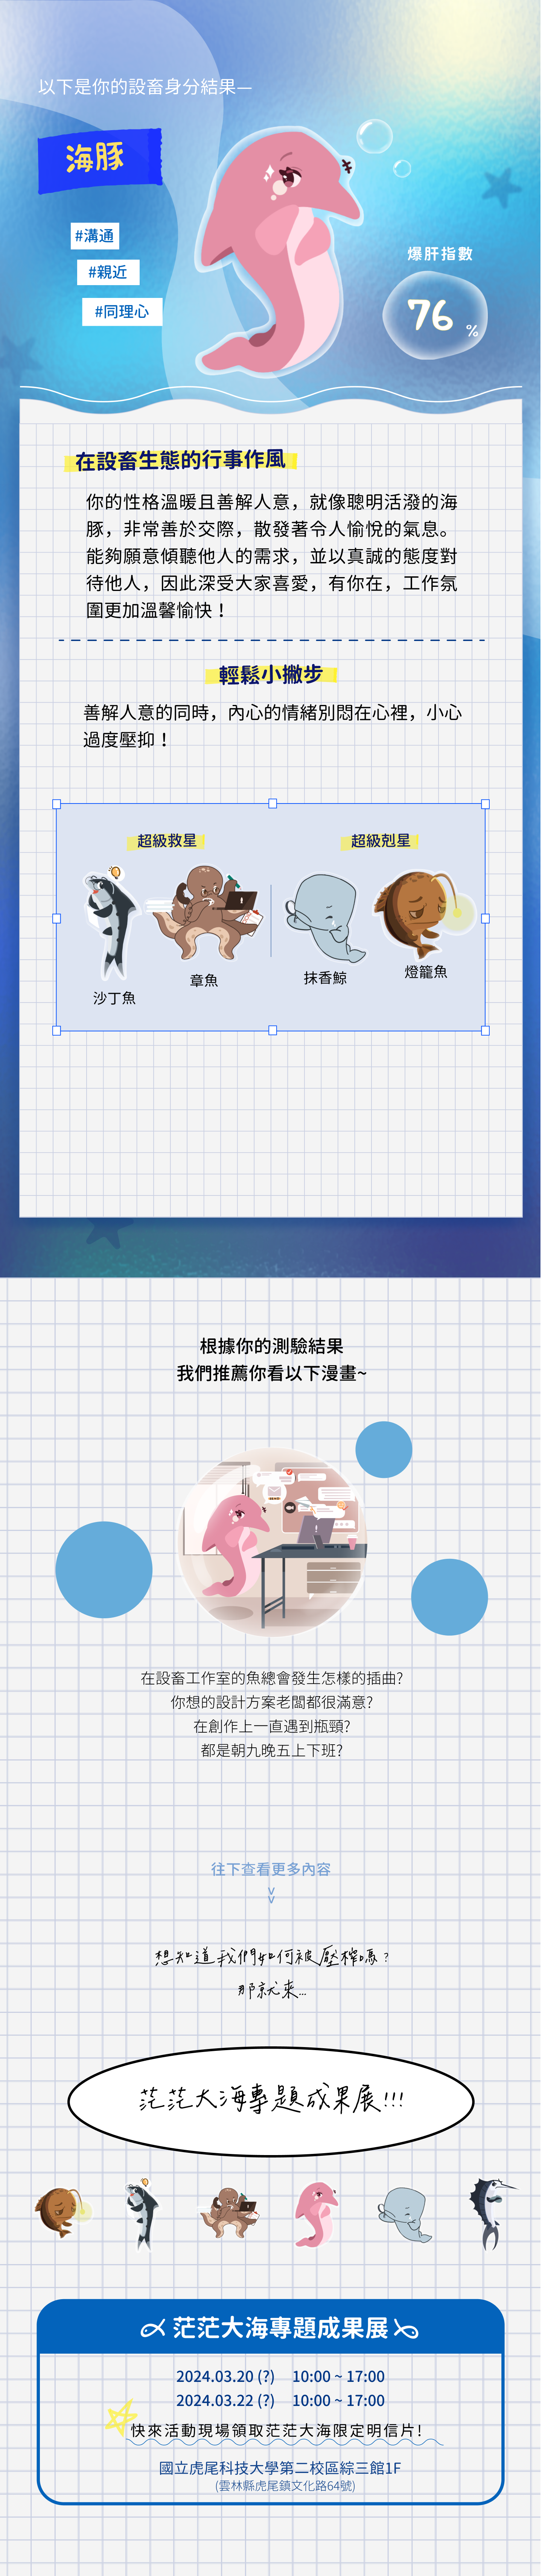 以下是你的設畜身分結果—
海豚
#溝通
#親近
#同理心
爆肝指數
76 %
在設畜生態的行事作風
你的性格溫暖且善解人意，就像聰明活潑的海
豚，非常善於交際，散發著令人愉悅的氣息。
能夠願意傾聽他人的需求，並以真誠的態度對
待他人，因此深受大家喜愛，有你在，工作氛
圍更加溫馨愉快！
輕鬆小撇步
善解人意的同時，內心的情緒別悶在心裡，小心
過度壓抑！
超級救星
超級剋星
沙丁魚
章魚
抹香鯨
燈籠魚
根據你的測驗結果
我們推薦你看以下漫畫~
在設畜工作室的魚總會發生怎樣的插曲?
你想的設計方案老闆都很滿意?
在創作上一直遇到瓶頸?
都是朝九晚五上下班?
往下查看更多內容
想知道我們如何被壓榨嗎?
那就來...
茫茫大海專題成果展!!!
茫茫大海專題成果展
2024.03.20 (?) 10:00 ~ 17:00
2024.03.22 (?) 10:00 ~ 17:00
快來活動現場領取茫茫大海限定明信片!
國立虎尾科技大學第二校區綜三館1F
(雲林縣虎尾鎮文化路64號)